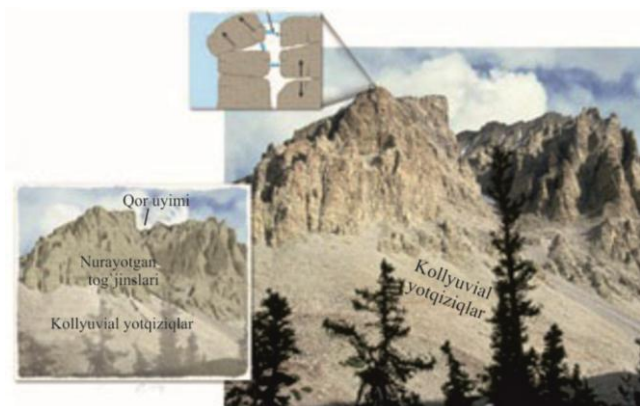 Qor uyimi
Nurayotgan
tog`jinslari
Kollyuvial yotqiziqlar
Kollyuvial
yotqiziqlar